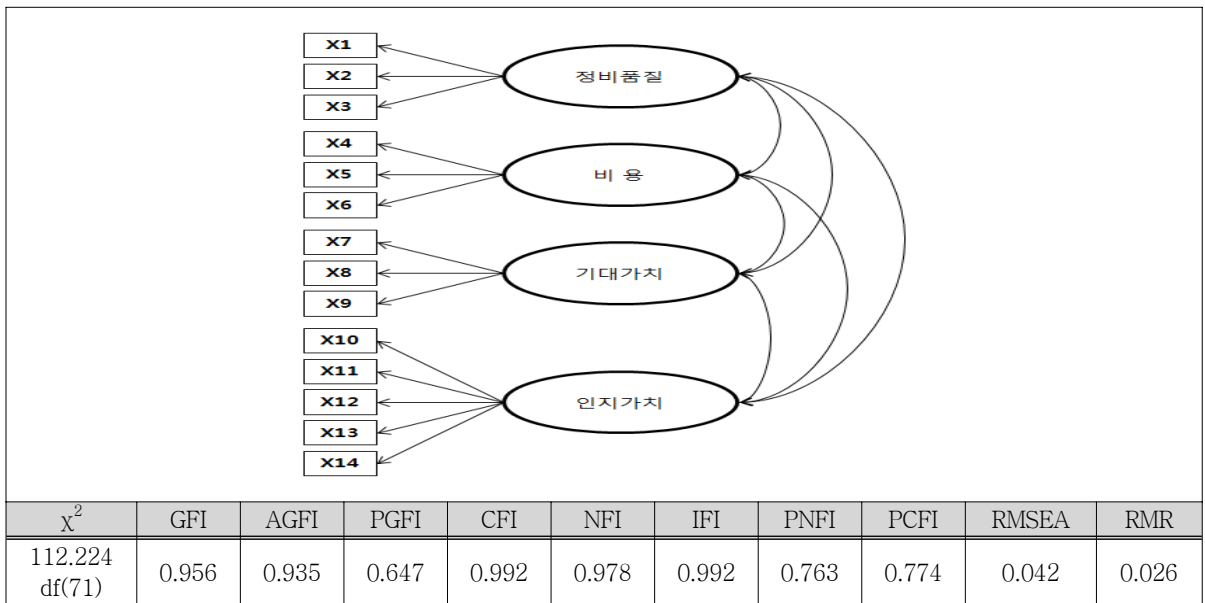 X1
X2
X3
정비품질
X4
X5
X6
비 용
X7
X8
X9
기대가치
X10
X11
X12
X13
X14
인지가치
χ² GFI AGFI PGFI CFI NFI IFI PNFI PCFI RMSEA RMR
112.224 df(71) 0.956 0.935 0.647 0.992 0.978 0.992 0.763 0.774 0.042 0.026